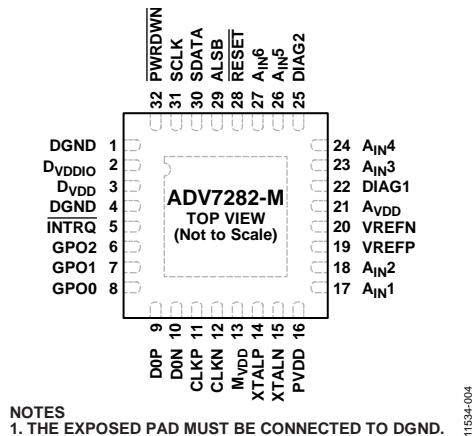 32 PWRDWN
31 SCLK
30 SDATA
29 ALSB
28 RESET
27 AIN6
26 AIN5
25 DIAG2
DGND 1
DVDDIO 2
DVDD 3
DGND 4
INTRQ 5
GPO2 6
GPO1 7
GPO0 8
ADV7282-M
TOP VIEW
(Not to Scale)
24 AIN4
23 AIN3
22 DIAG1
21 AVDD
20 VREFN
19 VREFP
18 AIN2
17 AIN1
D0P 9
D0N 10
CLKP 11
CLKN 12
MVDD 13
XTALP 14
XTALN 15
PVDD 16
NOTES
1. THE EXPOSED PAD MUST BE CONNECTED TO DGND.
11534-004